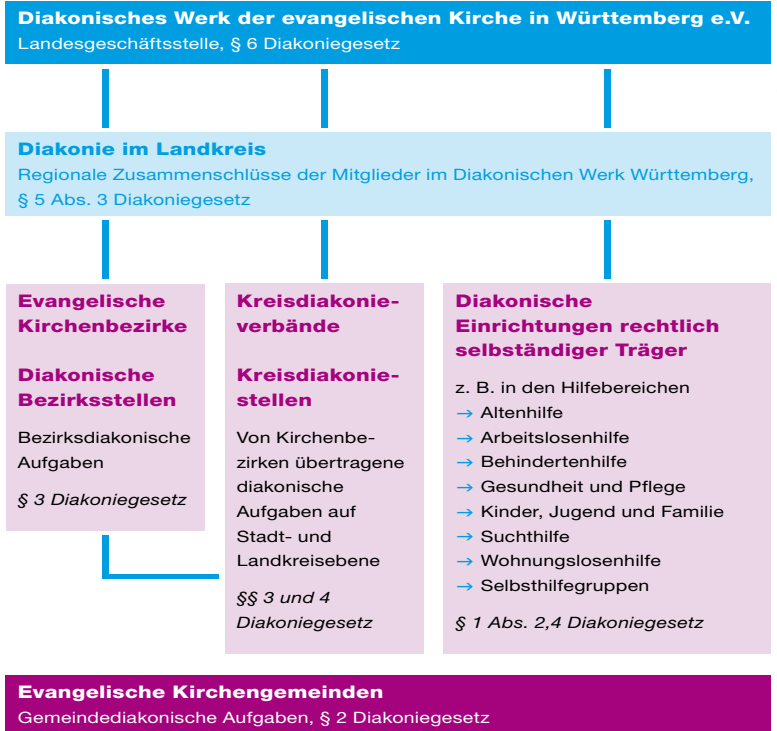 Diakonisches Werk der evangelischen Kirche in Württemberg e.V.
Landesgeschäftsstelle, § 6 Diakoniegesetz
Diakonie im Landkreis
Regionale Zusammenschlüsse der Mitglieder im Diakonischen Werk Württemberg,
§ 5 Abs. 3 Diakoniegesetz
Evangelische
Kirchenbezirke
Diakonische
Bezirksstellen
Bezirksdiakonische
Aufgaben
§ 3 Diakoniegesetz
Kreisdiakonie-
verbände
Kreisdiakonie-
stellen
Von Kirchenbe-
zirken übertragene
diakonische
Aufgaben auf
Stadt- und
Landkreisebene
§§ 3 und 4
Diakoniegesetz
Diakonische
Einrichtungen rechtlich
selbständiger Träger
z. B. in den Hilfebereichen
→ Altenhilfe
→ Arbeitslosenhilfe
→ Behindertenhilfe
→ Gesundheit und Pflege
→ Kinder, Jugend und Familie
→ Suchthilfe
→ Wohnungslosenhilfe
→ Selbsthilfegruppen
§ 1 Abs. 2,4 Diakoniegesetz
Evangelische Kirchengemeinden
Gemeindediakonische Aufgaben, § 2 Diakoniegesetz